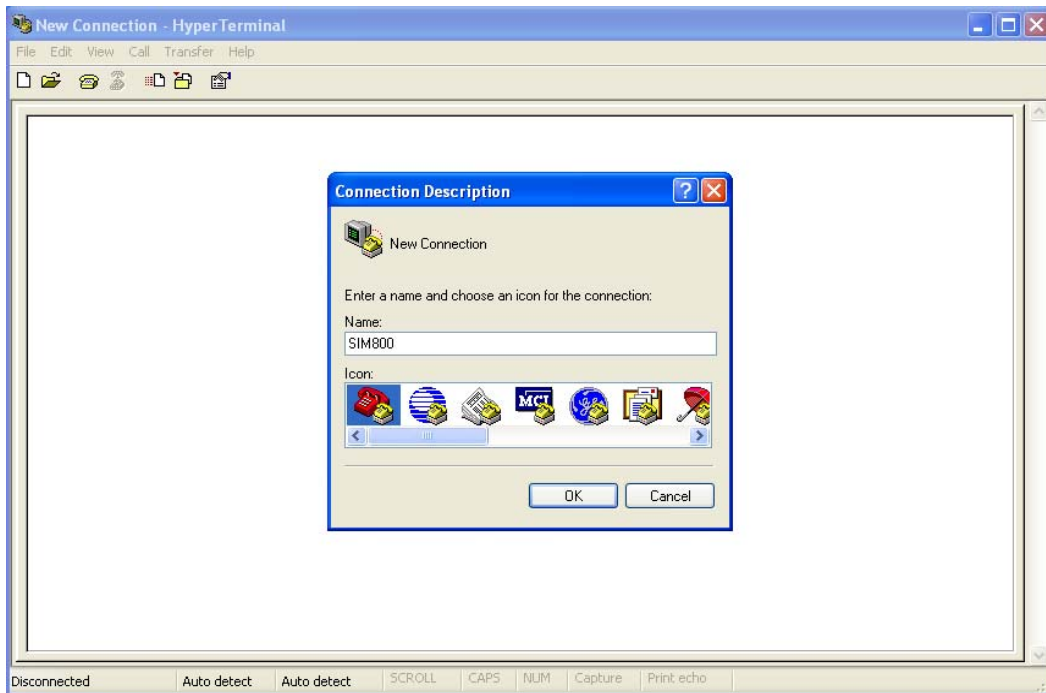 New Connection - HyperTerminal
File Edit View Call Transfer Help
Connection Description
New Connection
Enter a name and choose an icon for the connection:
Name:
SIM800
Icon:
MCI
OK Cancel
Disconnected Auto detect Auto detect SCROLL CAPS NUM Capture Print echo